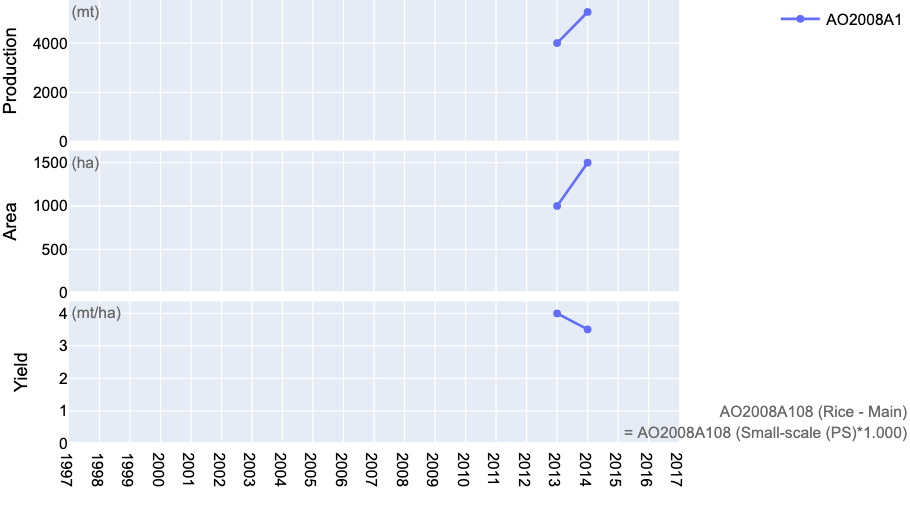 (mt)
AO2008A1
Production
4000
2000
0
(ha)
Area
1500
1000
500
0
(mt/ha)
Yield
4
3
2
1
0
AO2008A108 (Rice - Main)
= AO2008A108 (Small-scale (PS)*1.000)
1997 1998 1999 2000 2001 2002 2003 2004 2005 2006 2007 2008 2009 2010 2011 2012 2013 2014 2015 2016 2017